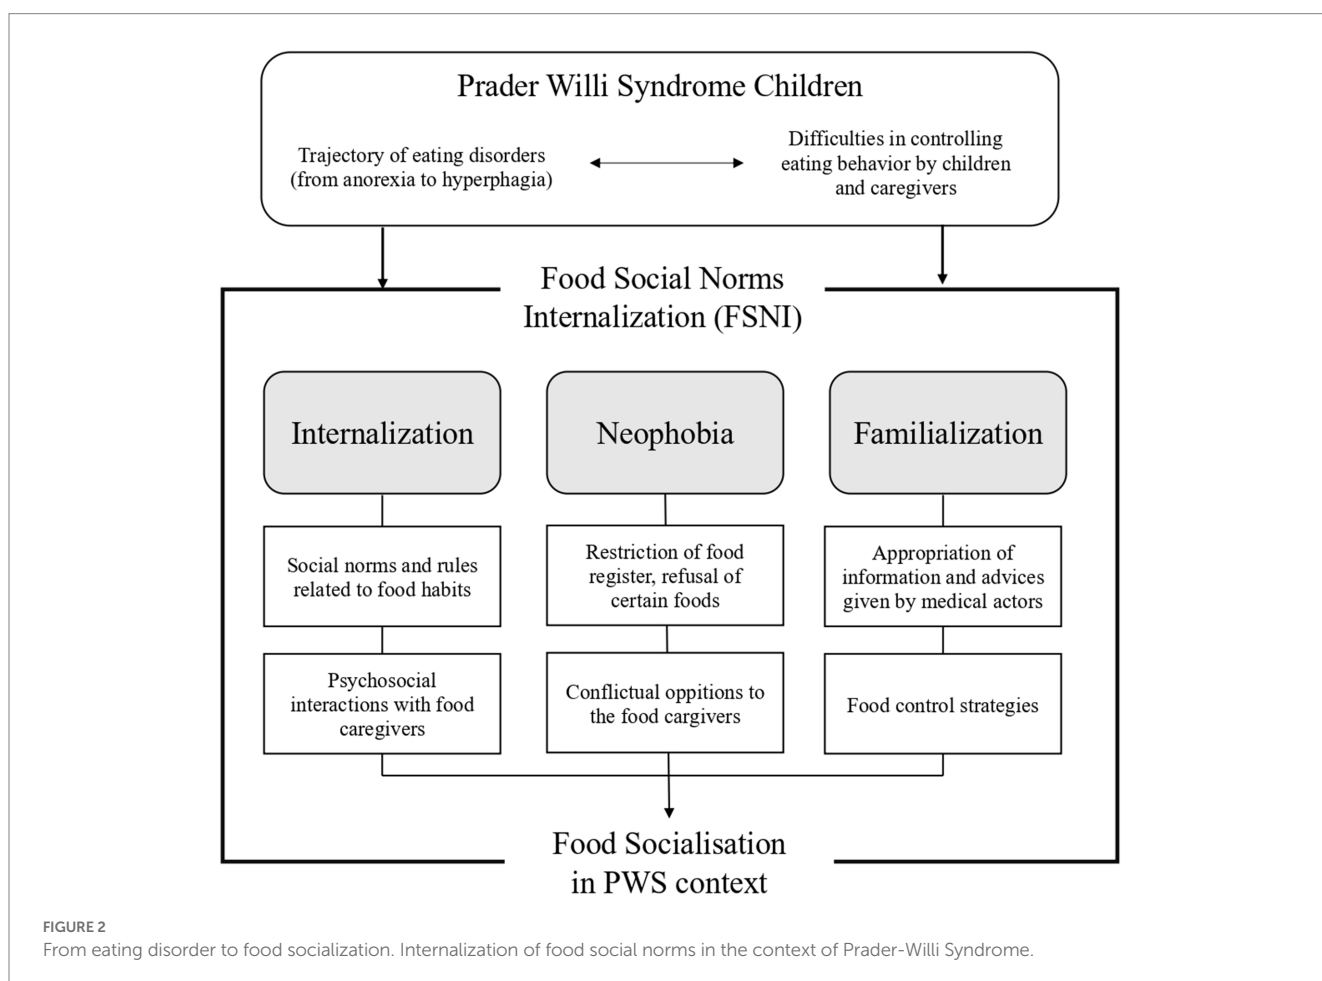 Prader Willi Syndrome Children
Trajectory of eating disorders
(from anorexia to hyperphagia)
Difficulties in controlling
eating behavior by children
and caregivers
Food Social Norms
Internalization (FSNI)
Internalization
Neophobia
Familialization
Social norms and rules
related to food habits
Restriction of food
register, refusal of
certain foods
Appropriation of
information and advices
given by medical actors
Psychosocial
interactions with food
caregivers
Conflictual oppitions to
the food cargivers
Food control strategies
Food Socialisation
in PWS context
FIGURE 2
From eating disorder to food socialization. Internalization of food social norms in the context of Prader-Willi Syndrome.